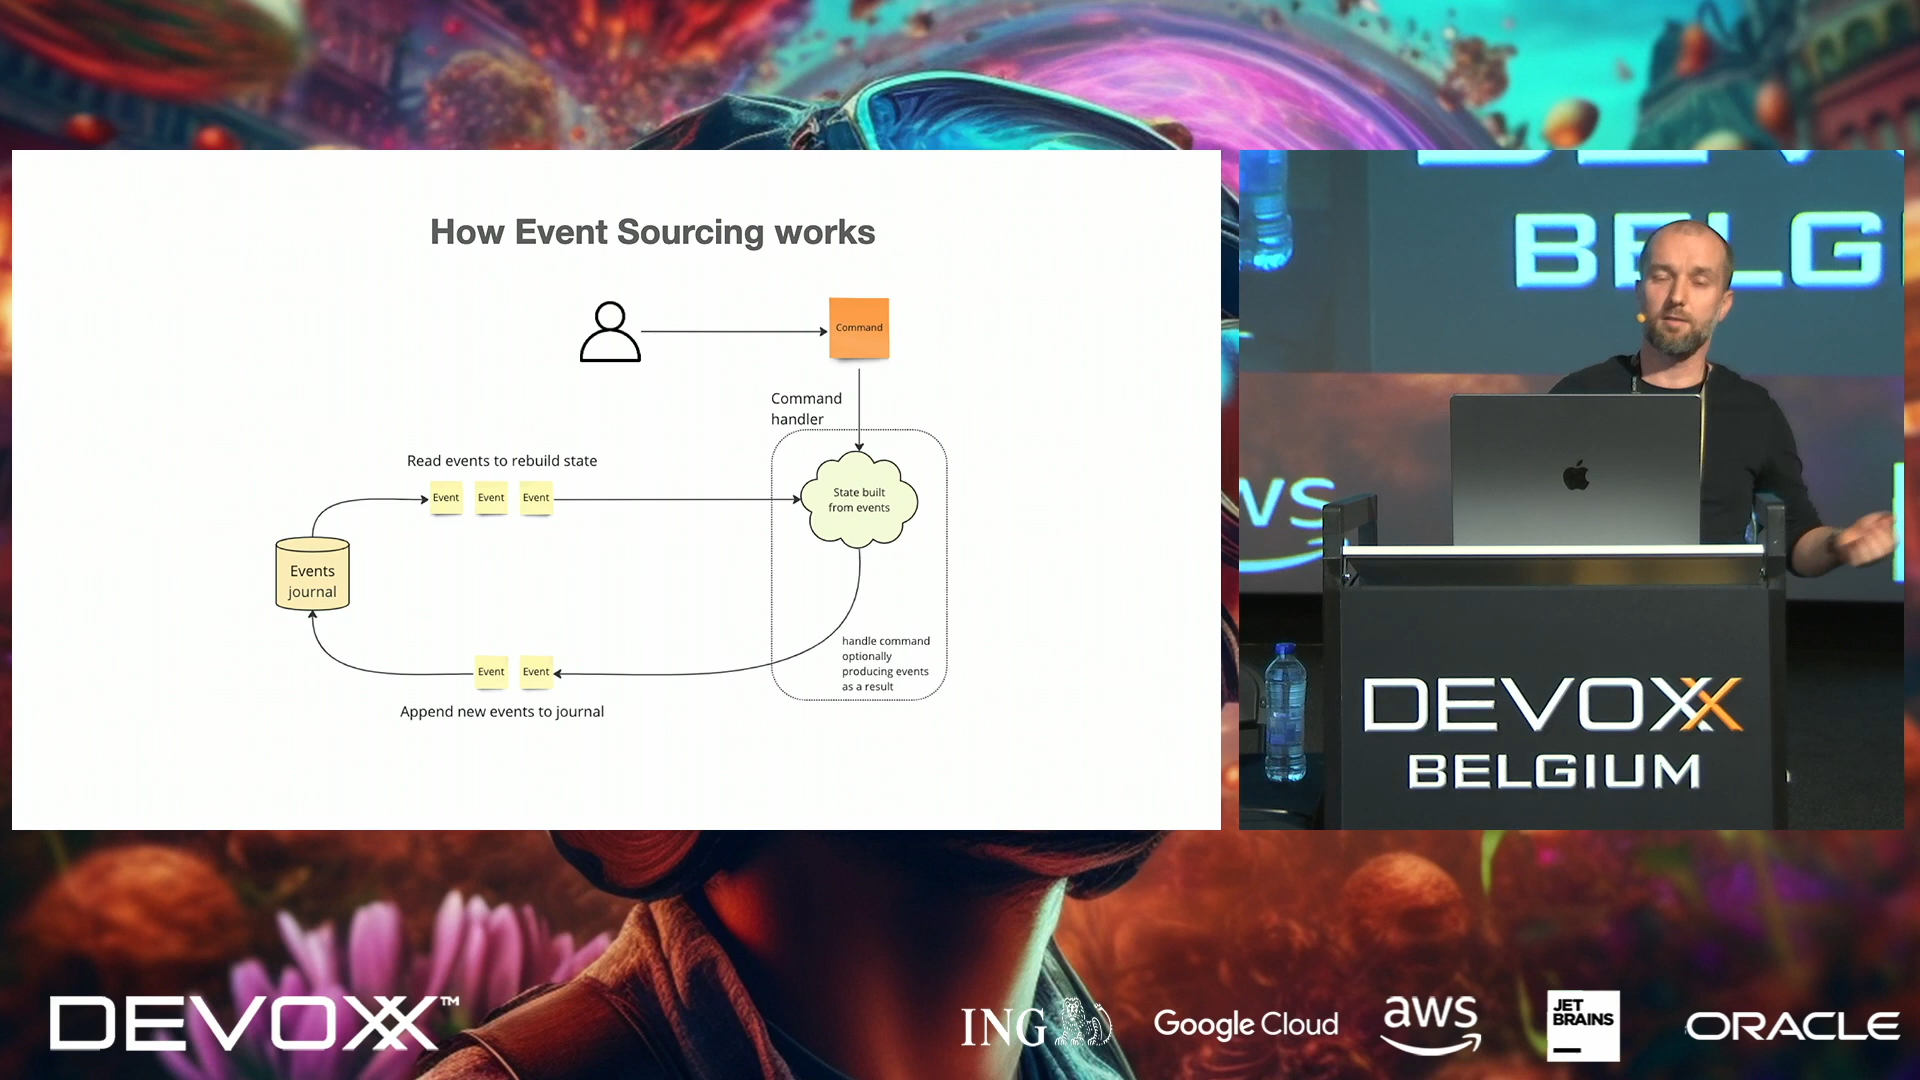 How Event Sourcing works
Command
Command
handler
Read events to rebuild state
Event Event Event
State built
from events
Events
journal
handle command
optionally
producing events
as a result
Event Event
Append new events to journal
BELG
WS
DEVOXX
BELGIUM
DEVOXX™
ING
Google Cloud
aws
JET
BRAINS
ORACLE